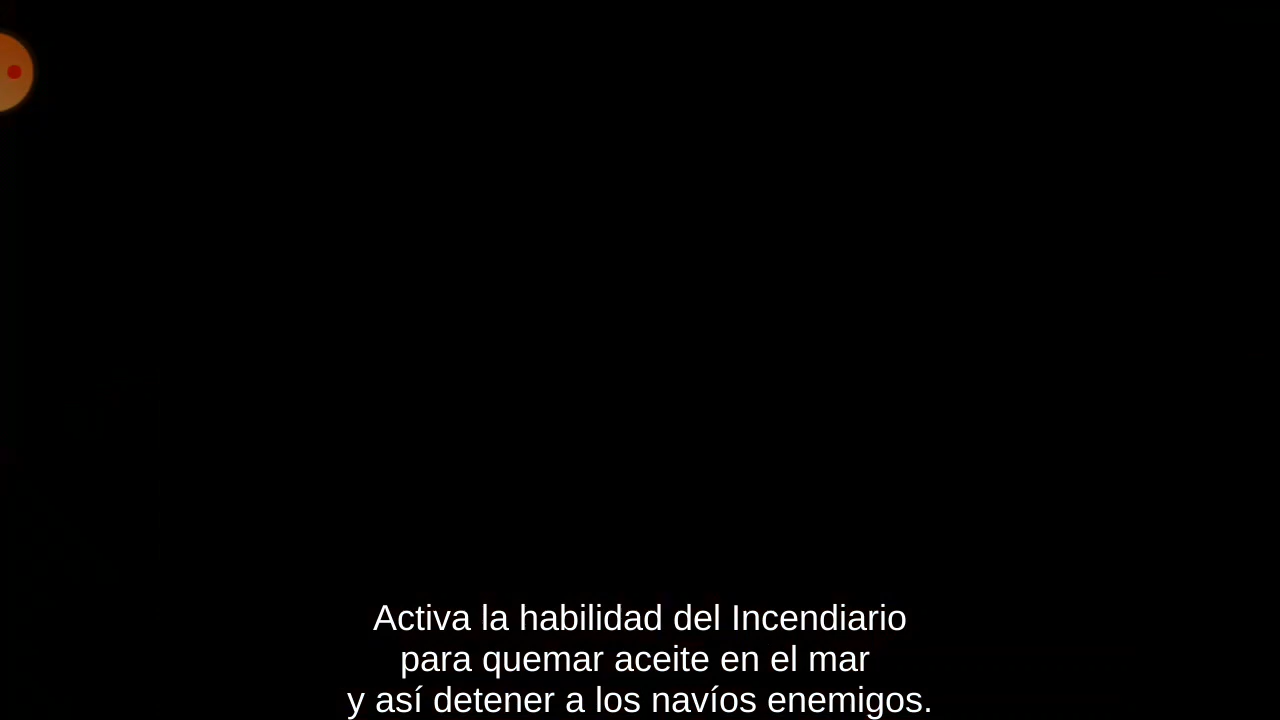 Activa la habilidad del Incendiario
para quemar aceite en el mar
y así detener a los navíos enemigos.